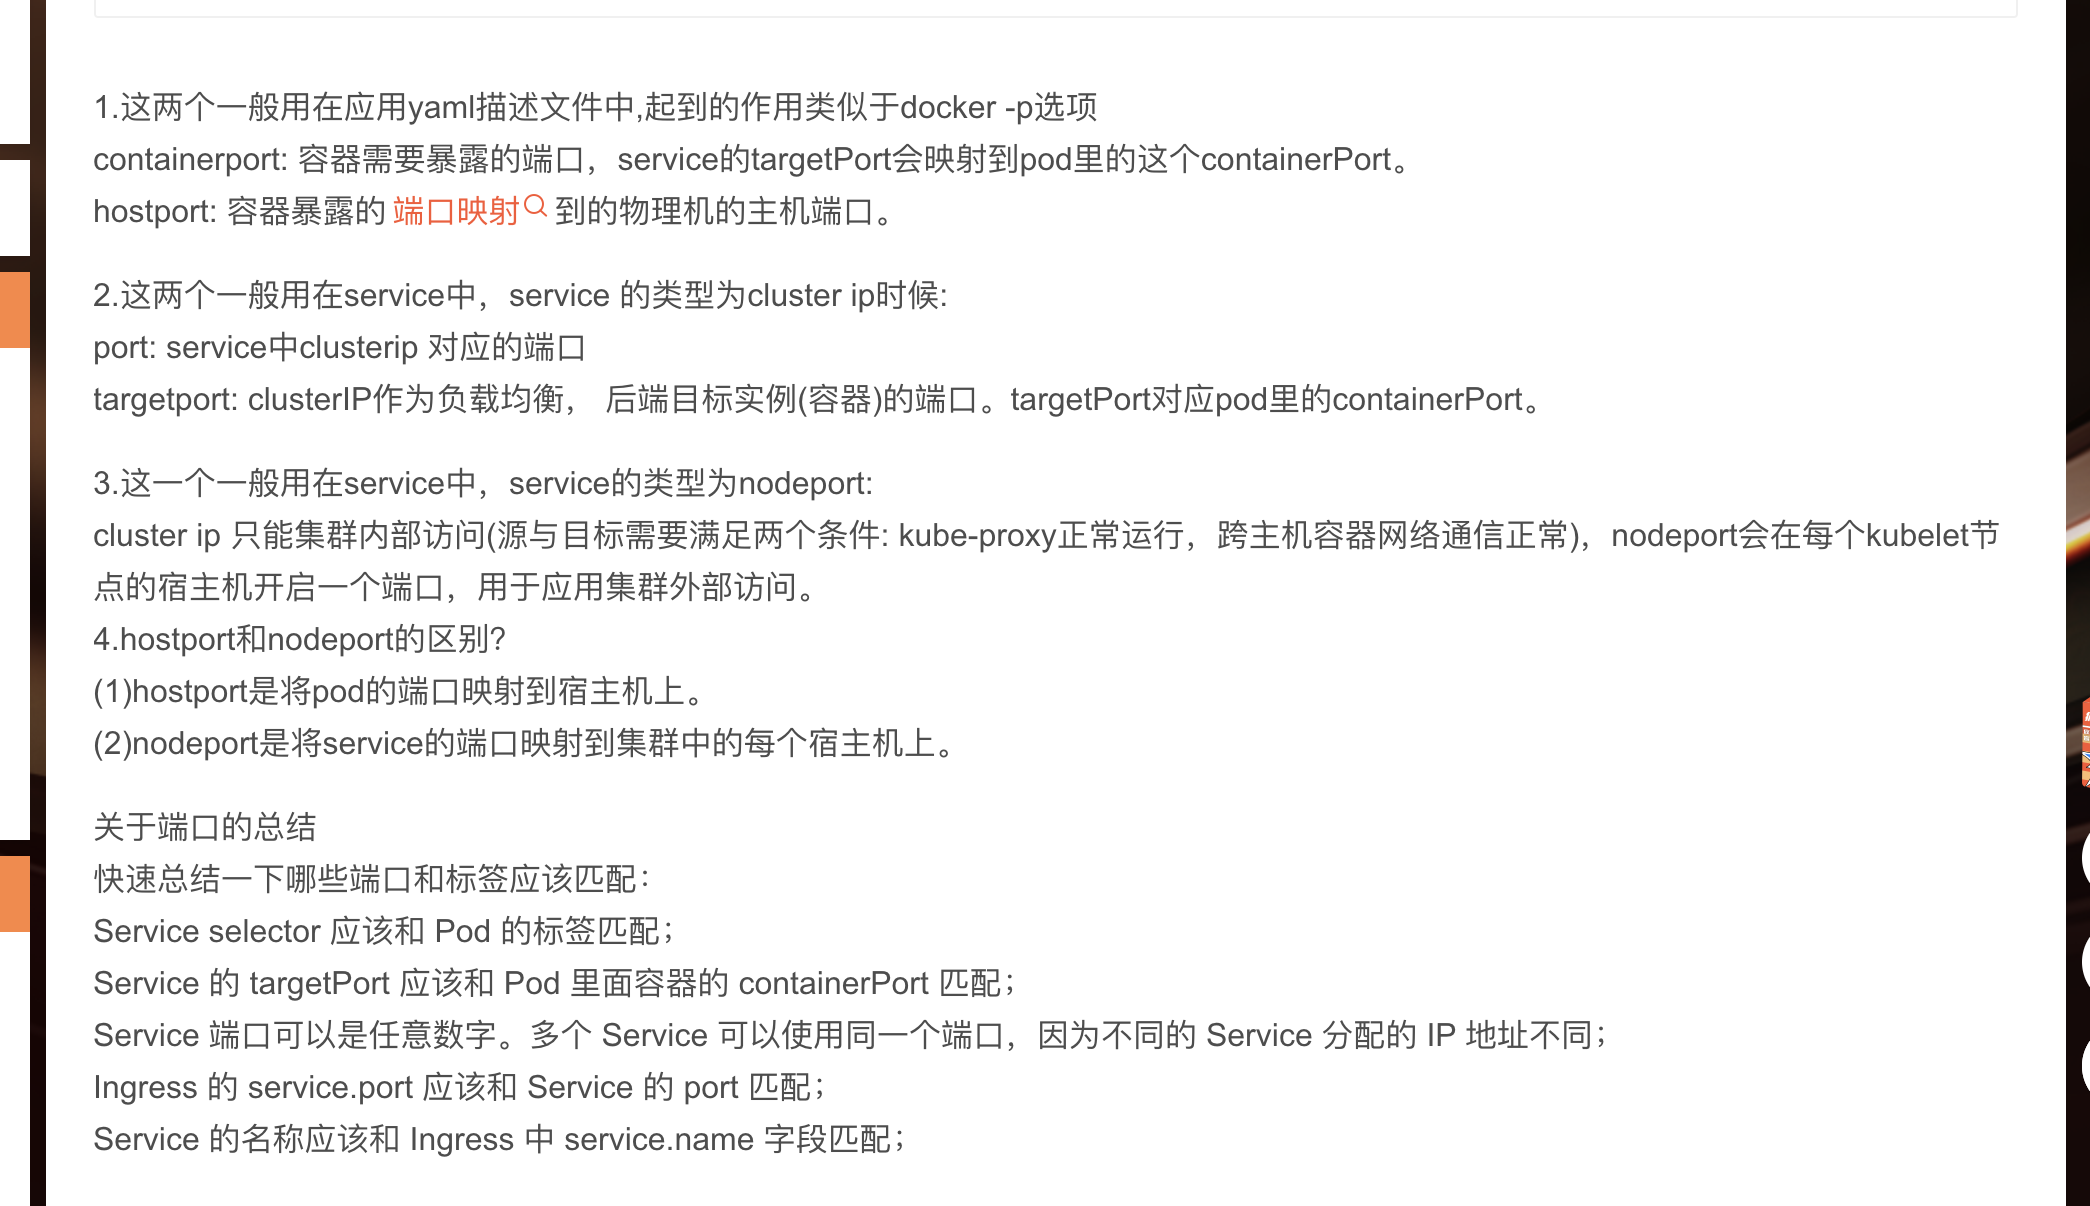 1.这两个一般用在应用yaml描述文件中,起到的作用类似于docker -p选项
containerport: 容器需要暴露的端口，service的targetPort会映射到pod里的这个containerPort。
hostport: 容器暴露的 端口映射 到的物理机的主机端口。
2.这两个一般用在service中，service 的类型为cluster ip时候:
port: service中clusterip 对应的端口
targetport: clusterIP作为负载均衡， 后端目标实例(容器)的端口。targetPort对应pod里的containerPort。
3.这一个一般用在service中，service的类型为nodeport:
cluster ip 只能集群内部访问(源与目标需要满足两个条件: kube-proxy正常运行，跨主机容器网络通信正常)，nodeport会在每个kubelet节
点的宿主机开启一个端口，用于应用集群外部访问。
4.hostport和nodeport的区别?
(1)hostport是将pod的端口映射到宿主机上。
(2)nodeport是将service的端口映射到集群中的每个宿主机上。
关于端口的总结
快速总结一下哪些端口和标签应该匹配：
Service selector 应该和 Pod 的标签匹配；
Service 的 targetPort 应该和 Pod 里面容器的 containerPort 匹配；
Service 端口可以是任意数字。多个 Service 可以使用同一个端口，因为不同的 Service 分配的 IP 地址不同；
Ingress 的 service.port 应该和 Service 的 port 匹配；
Service 的名称应该和 Ingress 中 service.name 字段匹配；